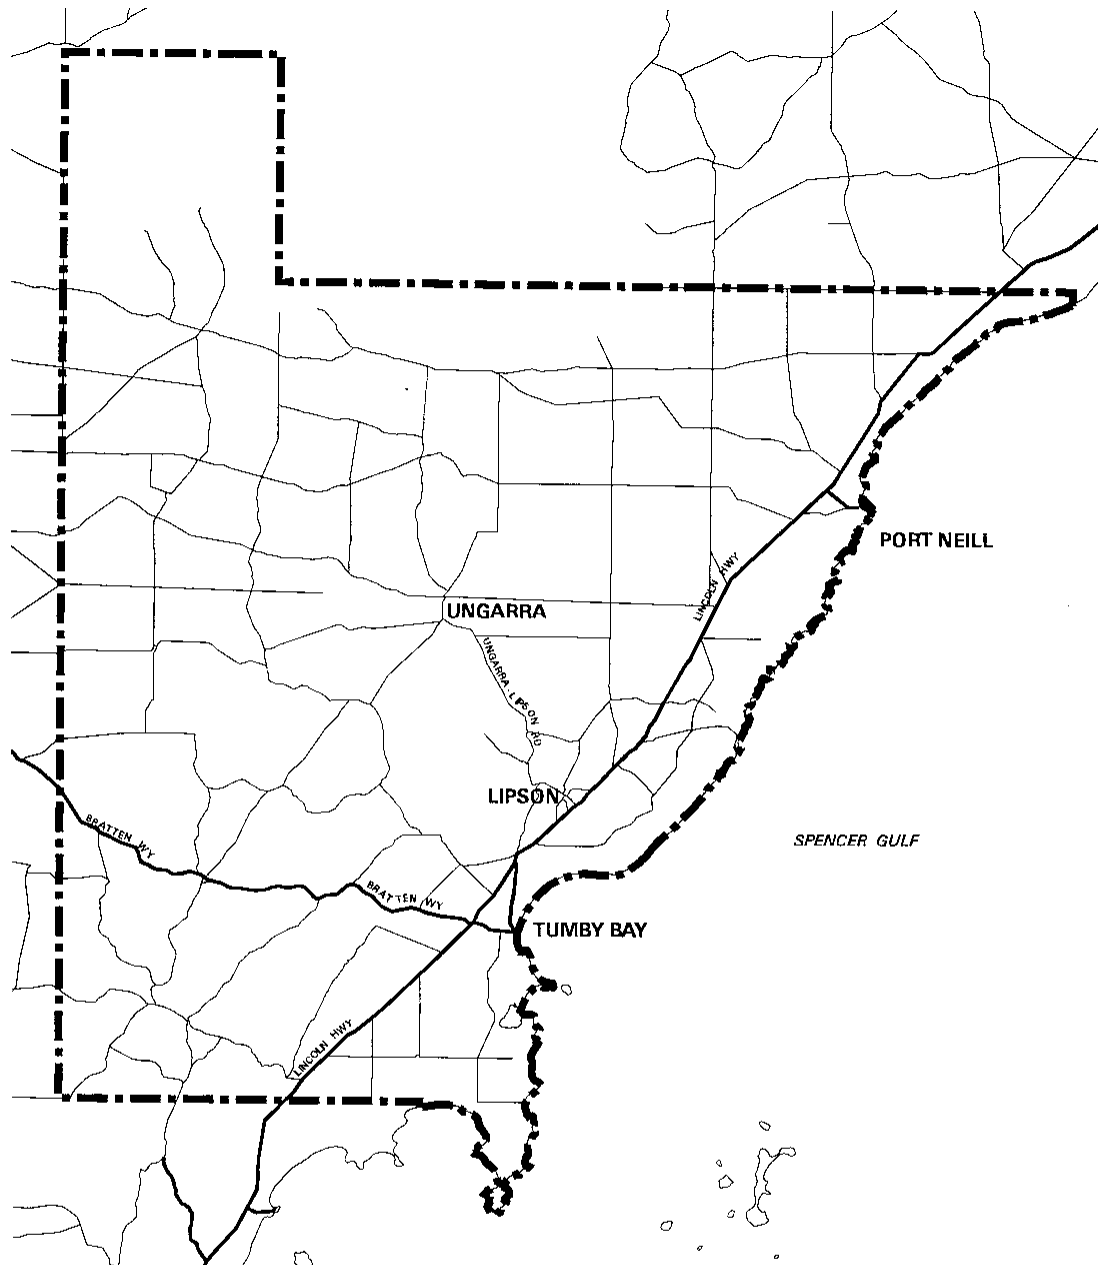 PORT NEILL
LINCOLN HWY
UNGARRA
UNGARRA-LIPSON RD
LIPSON
BRATTEN WY
SPENCER GULF
BRATTEN WY
TUMBY BAY
LINCOLN HWY